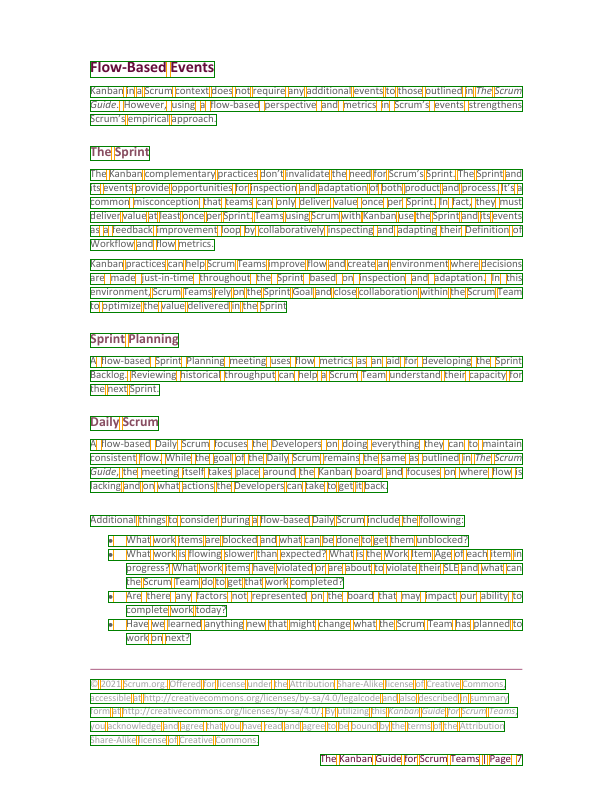 Flow-Based Events
Kanban in a Scrum context does not require any additional events to those outlined in The Scrum
Guide. However, using a flow-based perspective and metrics in Scrum's events strengthens
Scrum's empirical approach.
The Sprint
The Kanban complementary practices don't invalidate the need for Scrum's Sprint. The Sprint and
its events provide opportunities for inspection and adaptation of both product and process. It's a
common misconception that teams can only deliver value once per Sprint. In fact, they must
deliver value at least once per Sprint. Teams using Scrum with Kanban use the Sprint and its events
as a feedback improvement loop by collaboratively inspecting and adapting their Definition of
Workflow and flow metrics.
Kanban practices can help Scrum Teams improve flow and create an environment where decisions
are made just-in-time throughout the Sprint based on inspection and adaptation. In this
environment, Scrum Teams rely on the Sprint Goal and close collaboration within the Scrum Team
to optimize the value delivered in the Sprint
Sprint Planning
A flow-based Sprint Planning meeting uses flow metrics as an aid for developing the Sprint
Backlog. Reviewing historical throughput can help a Scrum Team understand their capacity for
the next Sprint.
Daily Scrum
A flow-based Daily Scrum focuses the Developers on doing everything they can to maintain
consistent flow. While the goal of the Daily Scrum remains the same as outlined in The Scrum
Guide, the meeting itself takes place around the Kanban board and focuses on where flow is
lacking and on what actions the Developers can take to get it back.
Additional things to consider during a flow-based Daily Scrum include the following:
• What work items are blocked and what can be done to get them unblocked?
• What work is flowing slower than expected? What is the Work Item Age of each item in
progress? What work items have violated or are about to violate their SLE and what can
the Scrum Team do to get that work completed?
• Are there any factors not represented on the board that may impact our ability to
complete work today?
• Have we learned anything new that might change what the Scrum Team has planned to
work on next?
© 2021 Scrum.org. Offered for license under the Attribution Share-Alike license of Creative Commons,
accessible at http://creativecommons.org/licenses/by-sa/4.0/legalcode and also described in summary
form at http://creativecommons.org/licenses/by-sa/4.0/. By utilizing this Kanban Guide for Scrum Teams,
you acknowledge and agree that you have read and agree to be bound by the terms of the Attribution
Share-Alike license of Creative Commons.
The Kanban Guide for Scrum Teams | Page 7